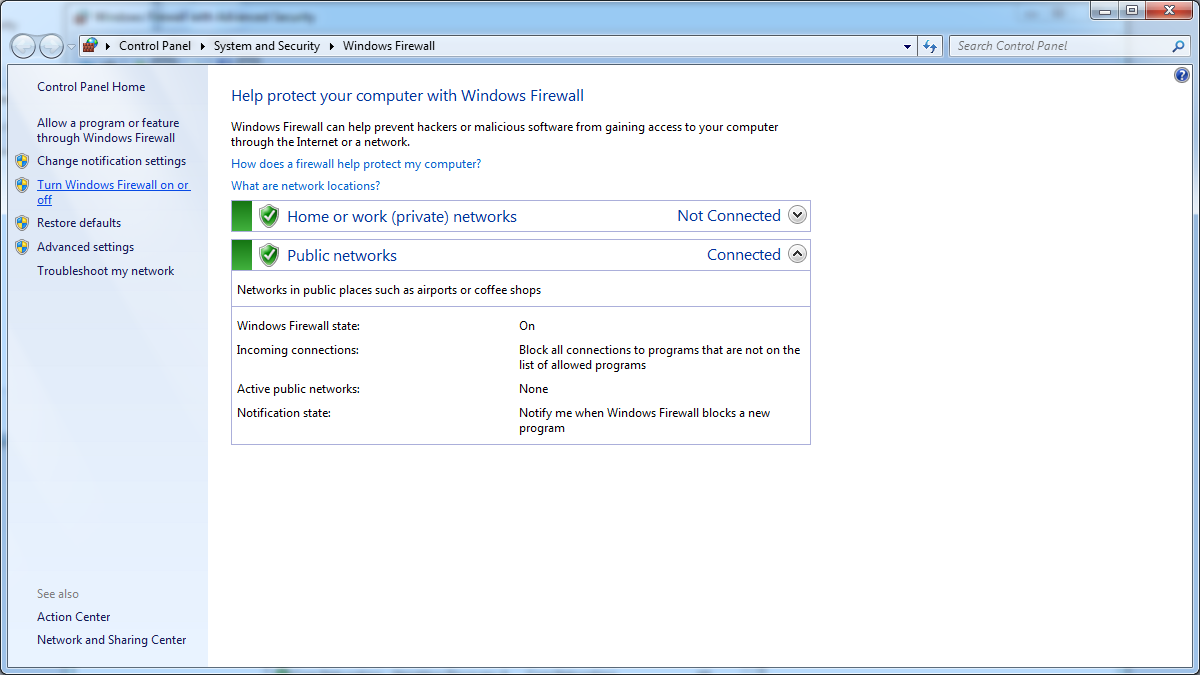 Windows Firewall with Advanced Security
Control Panel
System and Security
Windows Firewall
Search Control Panel
Control Panel Home
Allow a program or feature
through Windows Firewall
Change notification settings
Turn Windows Firewall on or
off
Restore defaults
Advanced settings
Troubleshoot my network
See also
Action Center
Network and Sharing Center
Help protect your computer with Windows Firewall
Windows Firewall can help prevent hackers or malicious software from gaining access to your computer
through the Internet or a network.
How does a firewall help protect my computer?
What are network locations?
Home or work (private) networks Not Connected
Public networks Connected
Networks in public places such as airports or coffee shops
Windows Firewall state: On
Incoming connections: Block all connections to programs that are not on the
list of allowed programs
Active public networks: None
Notification state: Notify me when Windows Firewall blocks a new
program